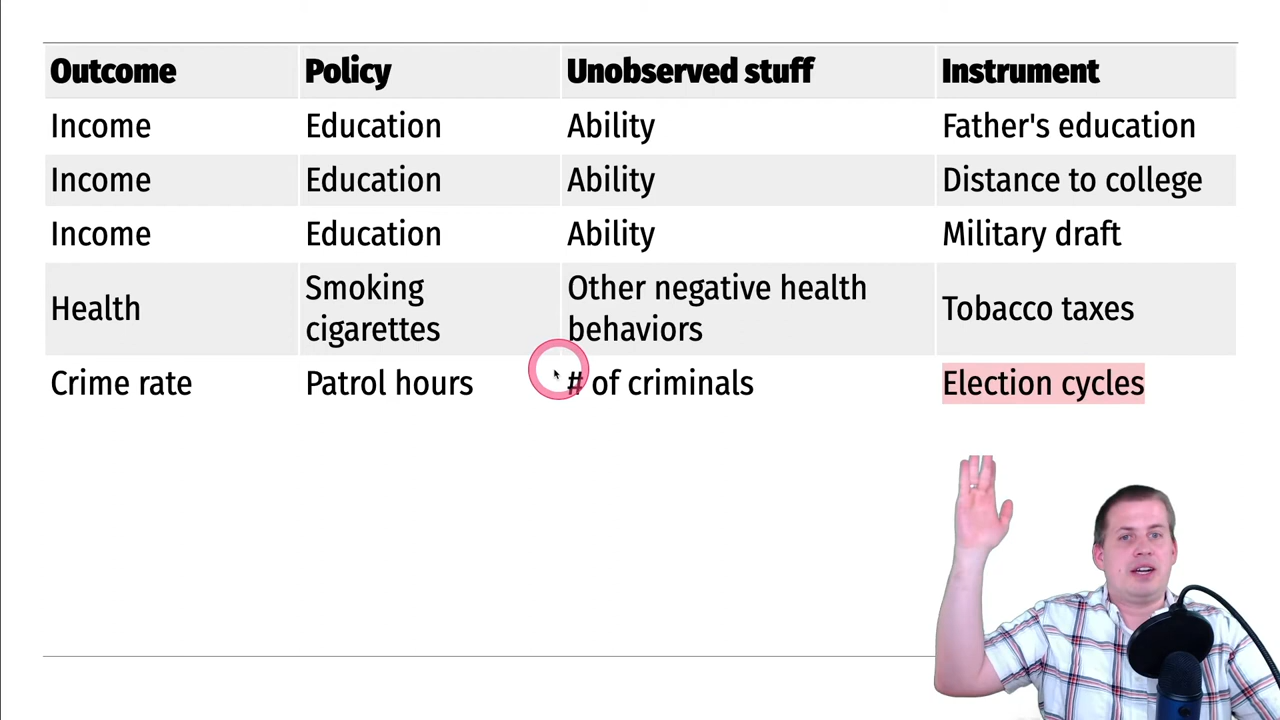 Outcome Policy Unobserved stuff Instrument
Income Education Ability Father's education
Income Education Ability Distance to college
Income Education Ability Military draft
Health Smoking cigarettes Other negative health behaviors Tobacco taxes
Crime rate Patrol hours # of criminals Election cycles